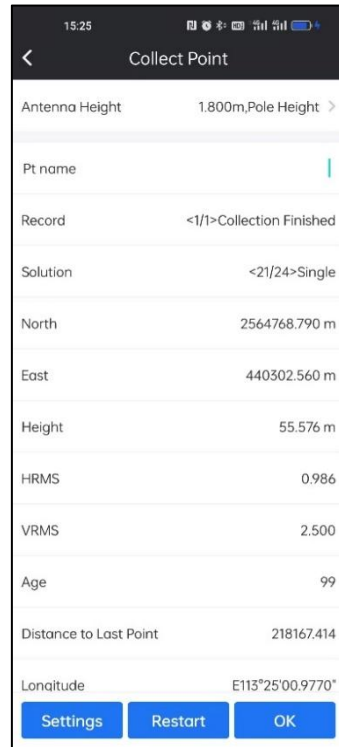 15:25
Collect Point
Antenna Height 1.800m,Pole Height >
Pt name
Record <1/1>Collection Finished
Solution <21/24>Single
North 2564768.790 m
East 440302.560 m
Height 55.576 m
HRMS 0.986
VRMS 2.500
Age 99
Distance to Last Point 218167.414
Longitude E113°25'00.9770"
Settings Restart OK